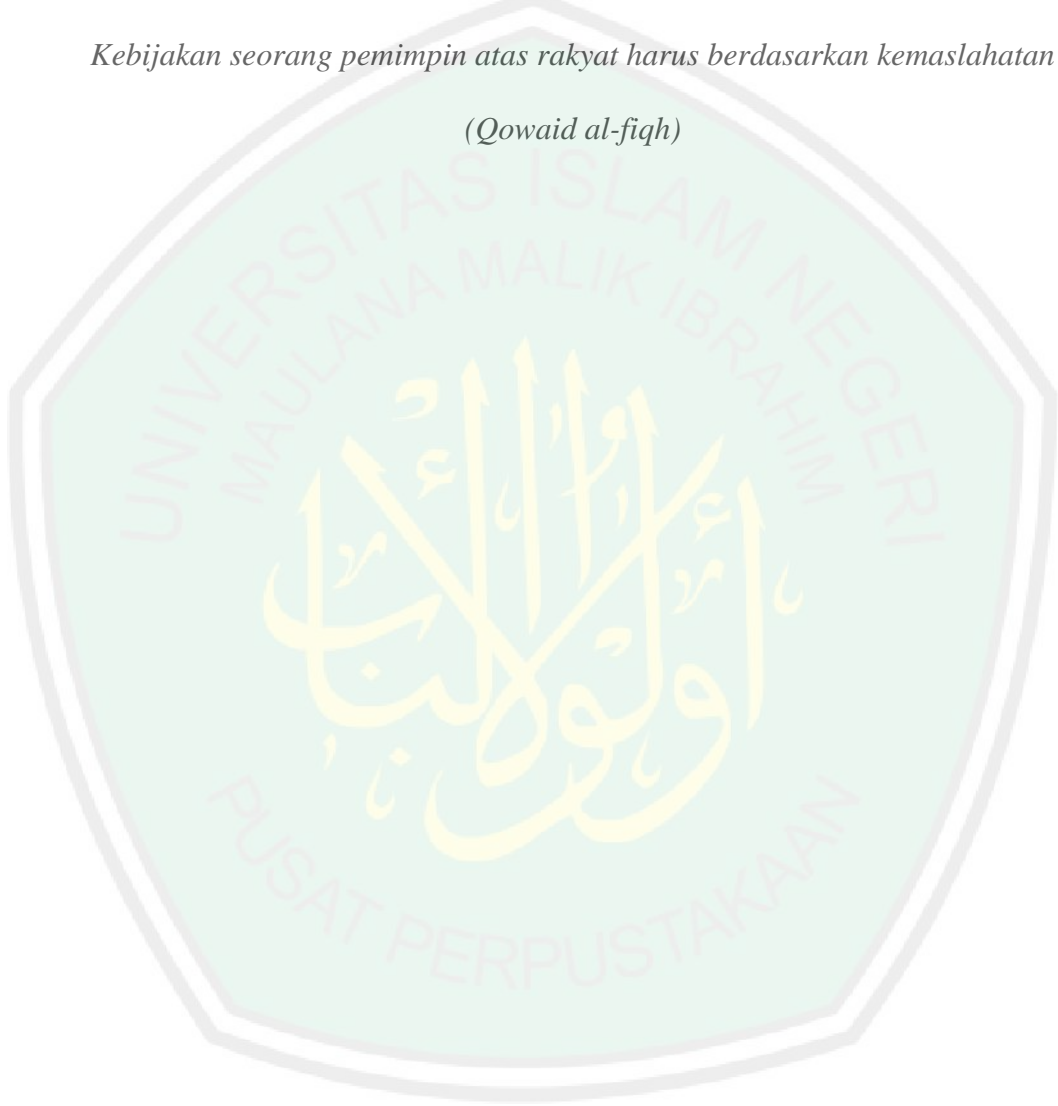 Kebijakan seorang pemimpin atas rakyat harus berdasarkan kemaslahatan
(Qowaid al-fiqh)
UNIVERSITAS ISLAM NEGERI
MAULANA MALIK IBRAHIM
أولوا الألباب
PUSAT PERPUSTAKAAN